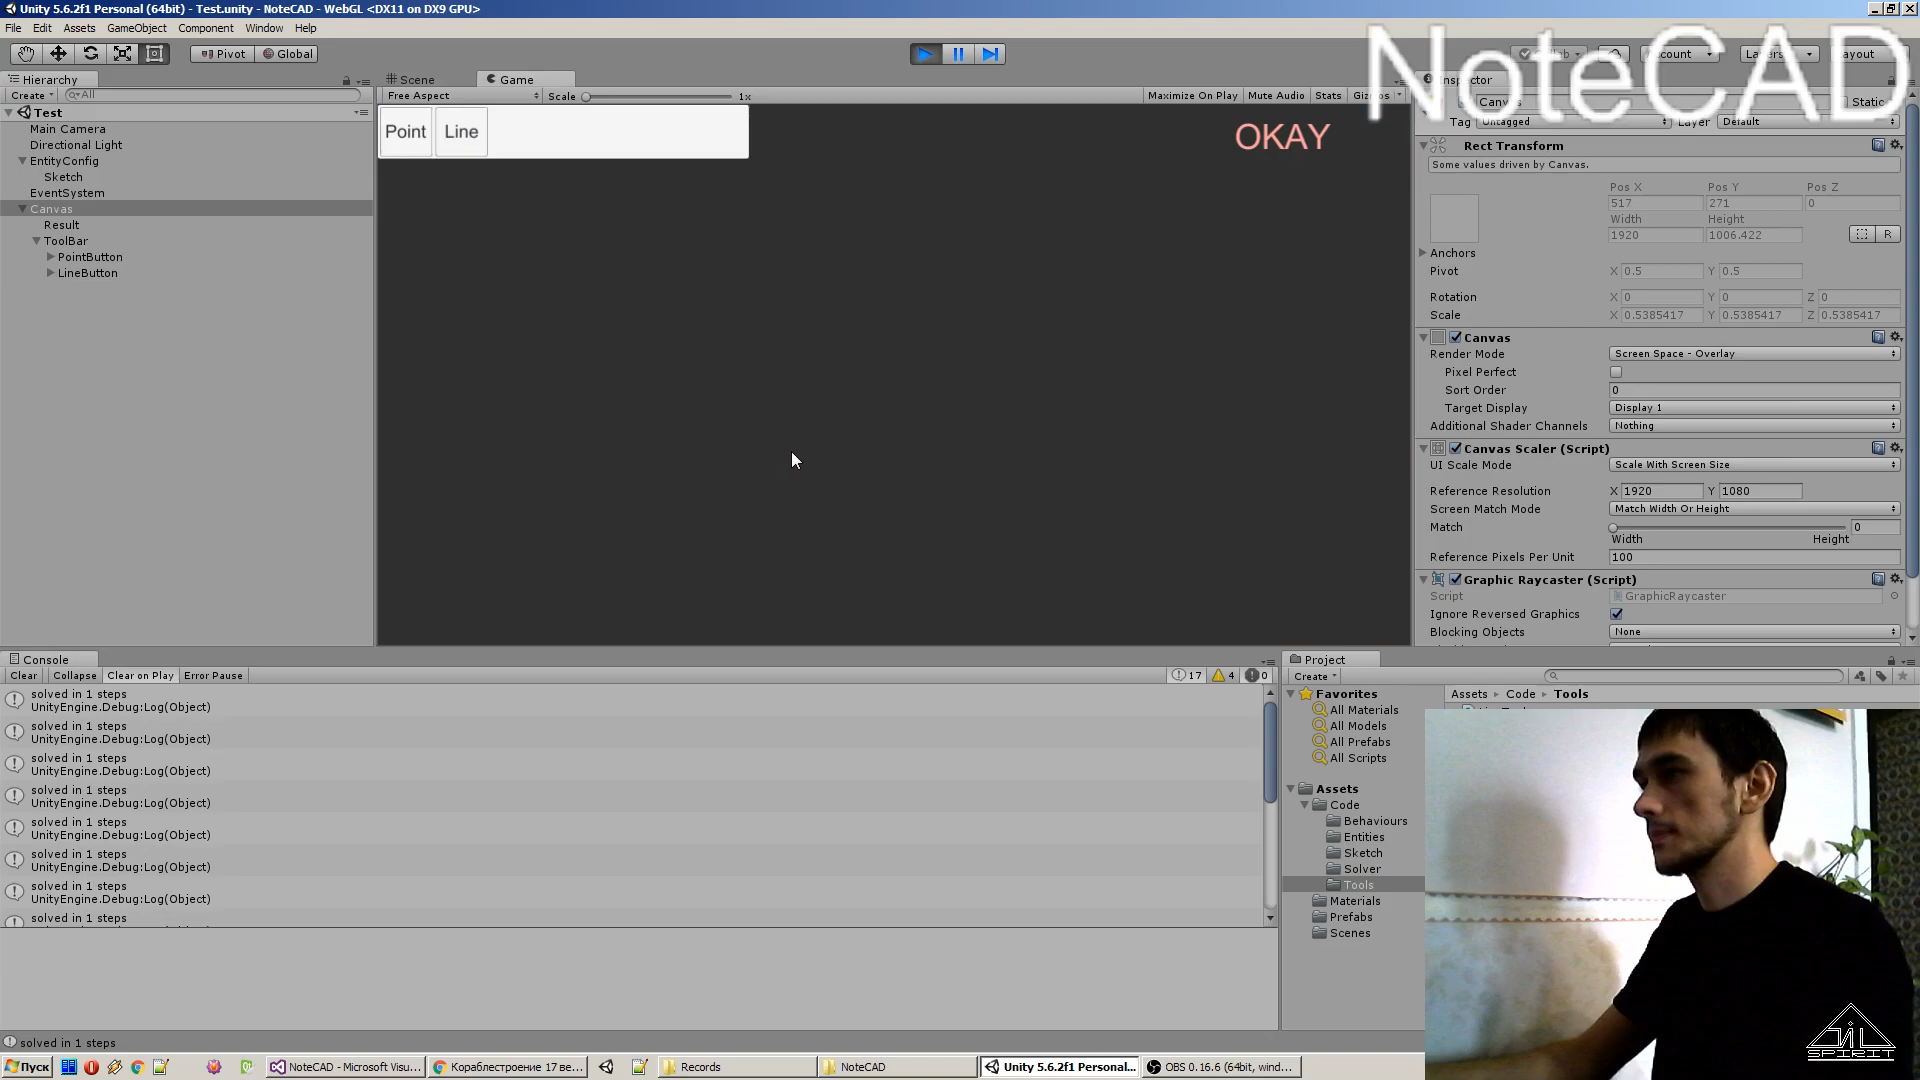 Unity 5.6.2f1 Personal (64bit) - Test.unity - NoteCAD - WebGL <DX11 on DX9 GPU>
File Edit Assets GameObject Component Window Help
Pivot Global
Account Layers Layout
NoteCAD
Hierarchy
Create All
Test
Main Camera
Directional Light
EntityConfig
Sketch
EventSystem
Canvas
Result
ToolBar
PointButton
LineButton
Scene Game
Free Aspect Scale 1x Maximize On Play Mute Audio Stats Gizmos
Point Line
OKAY
Inspector
Canvas Static
Tag Untagged Layer Default
Rect Transform
Some values driven by Canvas.
Pos X Pos Y Pos Z
517 271 0
Width Height
1920 1006.422 R
Anchors
Pivot X 0.5 Y 0.5
Rotation X 0 Y 0 Z 0
Scale X 0.5385417 Y 0.5385417 Z 0.5385417
Canvas
Render Mode Screen Space - Overlay
Pixel Perfect
Sort Order 0
Target Display Display 1
Additional Shader Channels Nothing
Canvas Scaler (Script)
UI Scale Mode Scale With Screen Size
Reference Resolution X 1920 Y 1080
Screen Match Mode Match Width Or Height
Match 0
Width Height
Reference Pixels Per Unit 100
Graphic Raycaster (Script)
Script GraphicRaycaster
Ignore Reversed Graphics
Blocking Objects None
Console
Clear Collapse Clear on Play Error Pause 17 4 0
solved in 1 steps
UnityEngine.Debug:Log(Object)
solved in 1 steps
UnityEngine.Debug:Log(Object)
solved in 1 steps
UnityEngine.Debug:Log(Object)
solved in 1 steps
UnityEngine.Debug:Log(Object)
solved in 1 steps
UnityEngine.Debug:Log(Object)
solved in 1 steps
UnityEngine.Debug:Log(Object)
solved in 1 steps
UnityEngine.Debug:Log(Object)
solved in 1 steps
solved in 1 steps
Project
Create
Favorites
All Materials
All Models
All Prefabs
All Scripts
Assets
Code
Behaviours
Entities
Sketch
Solver
Tools
Materials
Prefabs
Scenes
Assets Code Tools
SPIRIT
Пуск NoteCAD - Microsoft Visu... Кораблестроение 17 ве... Records NoteCAD Unity 5.6.2f1 Personal... OBS 0.16.6 (64bit, wind...